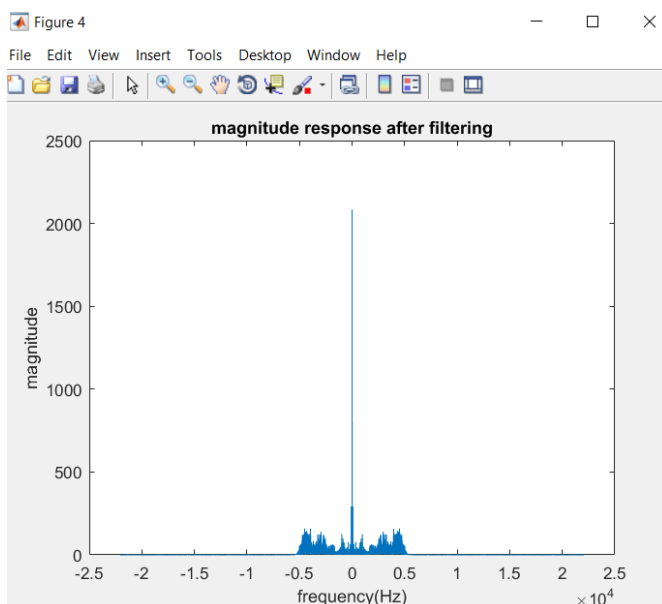 Figure 4
File Edit View Insert Tools Desktop Window Help
magnitude response after filtering
2500
2000
1500
1000
500
0
magnitude
-2.5 -2 -1.5 -1 -0.5 0 0.5 1 1.5 2 2.5
frequency(Hz)
× 10⁴